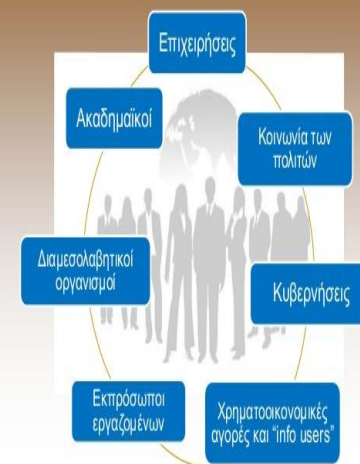 Επιχειρήσεις
Κοινωνία των
πολιτών
Κυβερνήσεις
Χρηματοοικονομικές
αγορές και "info users"
Εκπρόσωποι
εργαζομένων
Διαμεσολαβητικοί
οργανισμοί
Ακαδημαϊκοί